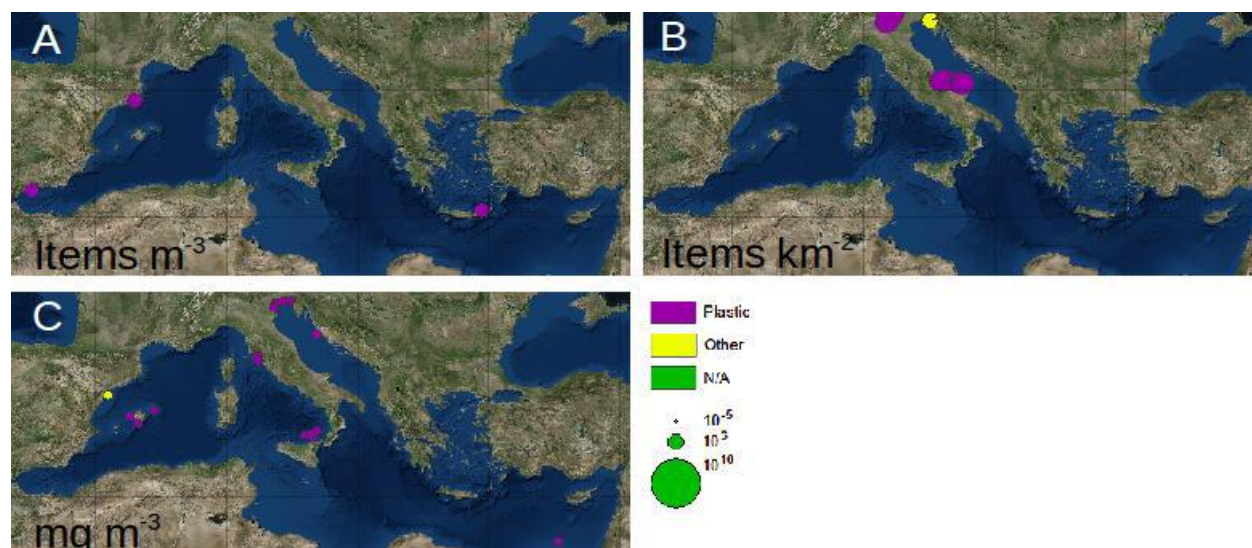 A
Items m-3
B
Items km-2
C
mg m-3
Plastic
Other
N/A
10-5
103
1010